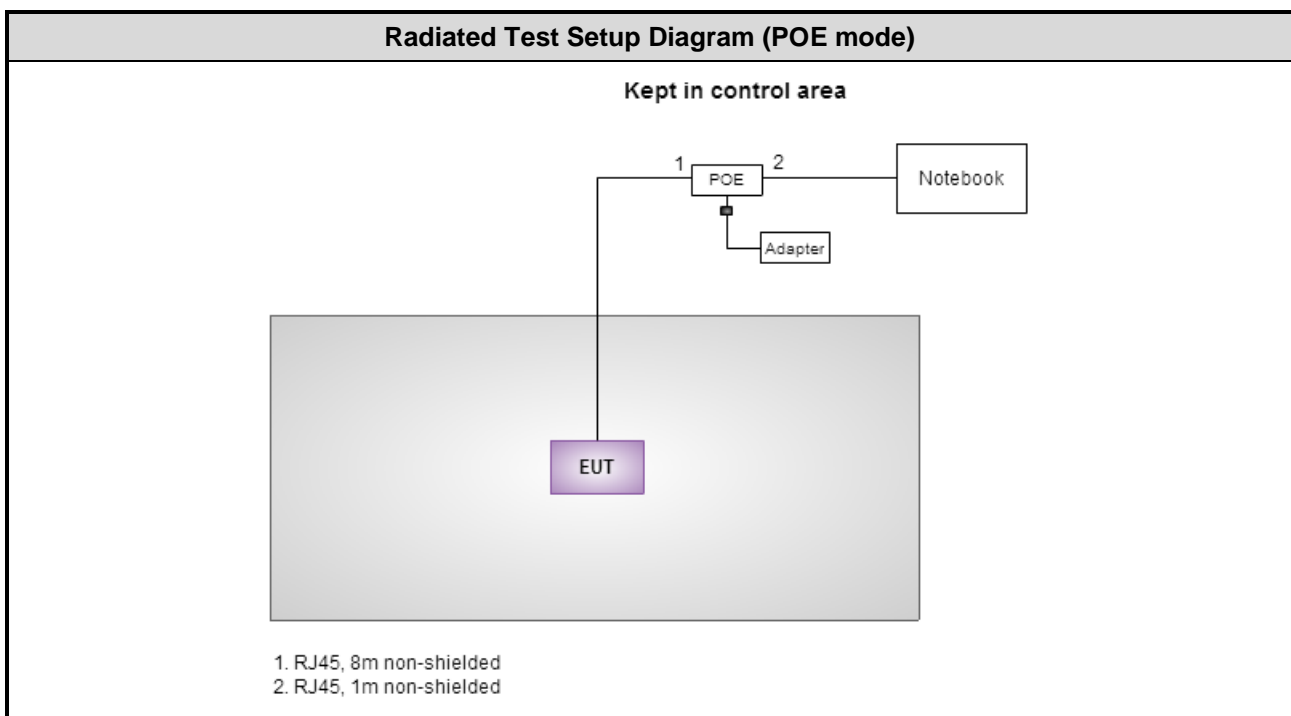 Radiated Test Setup Diagram (POE mode)
Kept in control area
1
2
POE
Notebook
Adapter
EUT
1. RJ45, 8m non-shielded
2. RJ45, 1m non-shielded